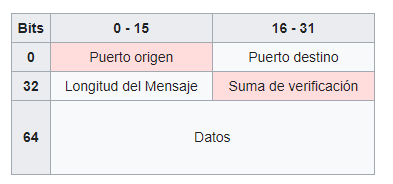 Bits 0 - 15 16 - 31
0 Puerto origen Puerto destino
32 Longitud del Mensaje Suma de verificación
64 Datos